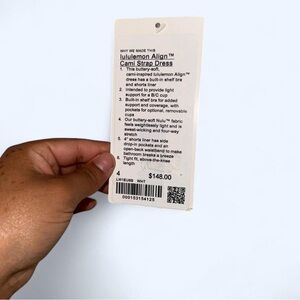 WHY WE MADE THIS
lululemon Align™
Cami Strap Dress
1. This buttery-soft,
cami-inspired lululemon Align™
dress has a built-in shelf bra
and shorts liner
2. Intended to provide light
support for a B/C cup
3. Built-in shelf bra for added
support and coverage, with
pockets for optional, removable
cups
4. Our buttery-soft Nulu™ fabric
feels weightlessly light and is
sweat-wicking and four-way
stretch
5. 4" shorts liner has side
drop-in pockets and an
open-back waistband to make
bathroom breaks a breeze
6. Tight fit, above-the-knee
length
4
$148.00
LW1EU6S WHT
000153154125